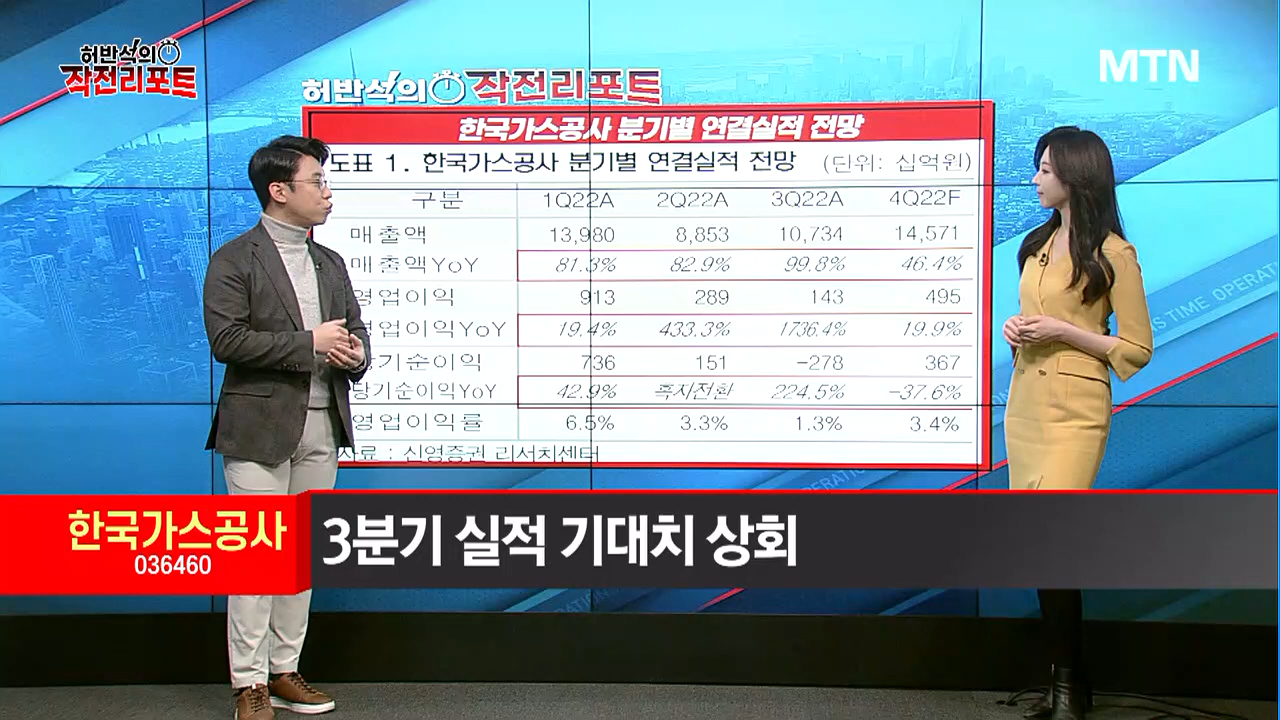 허반석의
작전리포트
MTN
허반석의 작전리포트
한국가스공사 분기별 연결실적 전망
도표 1. 한국가스공사 분기별 연결실적 전망 (단위: 십억원)
구분 1Q22A 2Q22A 3Q22A 4Q22F
매출액 13,980 8,853 10,734 14,571
매출액YoY 81.3% 82.9% 99.8% 46.4%
영업이익 913 289 143 495
영업이익YoY 19.4% 433.3% 1736.4% 19.9%
당기순이익 736 151 -278 367
당기순이익YoY 42.9% 흑자전환 224.5% -37.6%
영업이익률 6.5% 3.3% 1.3% 3.4%
자료 : 신영증권 리서치센터
IS TIME OPERATI
OPERATIO
OPERATION
한국가스공사
036460
3분기 실적 기대치 상회